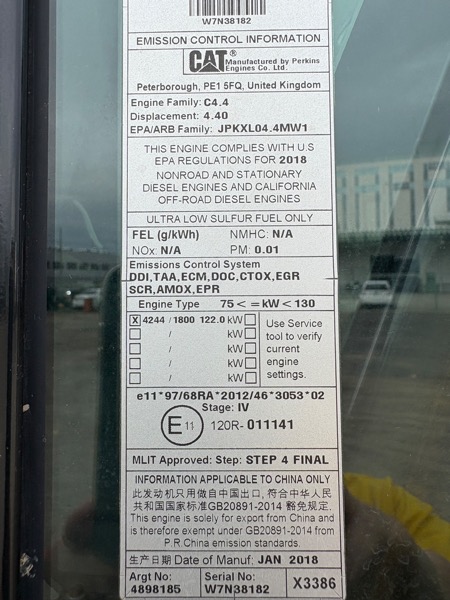 W7N38182
EMISSION CONTROL INFORMATION
CAT® Manufactured by Perkins
Engines Co. Ltd.
Peterborough, PE1 5FQ, United Kingdom
Engine Family: C4.4
Displacement: 4.40
EPA/ARB Family: JPKXL04.4MW1
THIS ENGINE COMPLIES WITH U.S
EPA REGULATIONS FOR 2018
NONROAD AND STATIONARY
DIESEL ENGINES AND CALIFORNIA
OFF-ROAD DIESEL ENGINES
ULTRA LOW SULFUR FUEL ONLY
FEL (g/kWh) NMHC: N/A
NOx: N/A PM: 0.01
Emissions Control System
DDI,TAA,ECM,DOC,CTOX,EGR
SCR,AMOX,EPR
Engine Type 75 < = kW < 130
X 4244 / 1800 122.0 kW
/ kW
/ kW
/ kW
/ kW
Use Service
tool to verify
current
engine
settings.
e11*97/68RA*2012/46*3053*02
Stage: IV
E 11 120R- 011141
MLIT Approved: Step: STEP 4 FINAL
INFORMATION APPLICABLE TO CHINA ONLY
此发动机只用做自中国出口, 符合中华人民
共和国国家标准GB20891-2014 豁免规定.
This engine is solely for export from China and
is therefore exempt under GB20891-2014 from
P.R.China emission standards.
生产日期 Date of Manuf: JAN 2018
Argt No:
4898185
Serial No:
W7N38182
X3386